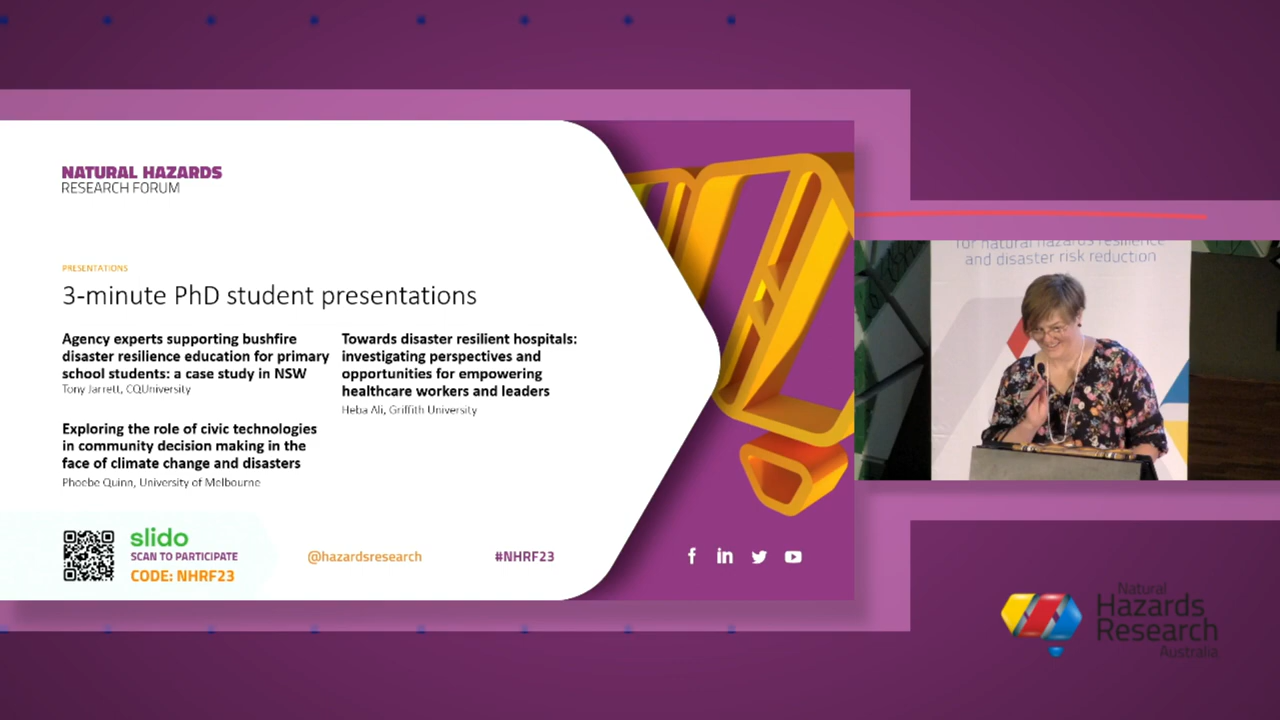 NATURAL HAZARDS
RESEARCH FORUM
PRESENTATIONS
3-minute PhD student presentations
Agency experts supporting bushfire
disaster resilience education for primary
school students: a case study in NSW
Tony Jarrett, CQUniversity
Exploring the role of civic technologies
in community decision making in the
face of climate change and disasters
Phoebe Quinn, University of Melbourne
Towards disaster resilient hospitals:
investigating perspectives and
opportunities for empowering
healthcare workers and leaders
Heba Ali, Griffith University
slido
SCAN TO PARTICIPATE
CODE: NHRF23
@hazardsresearch
#NHRF23
for natural hazards resilience
and disaster risk reduction
Natural
Hazards
Research
Australia